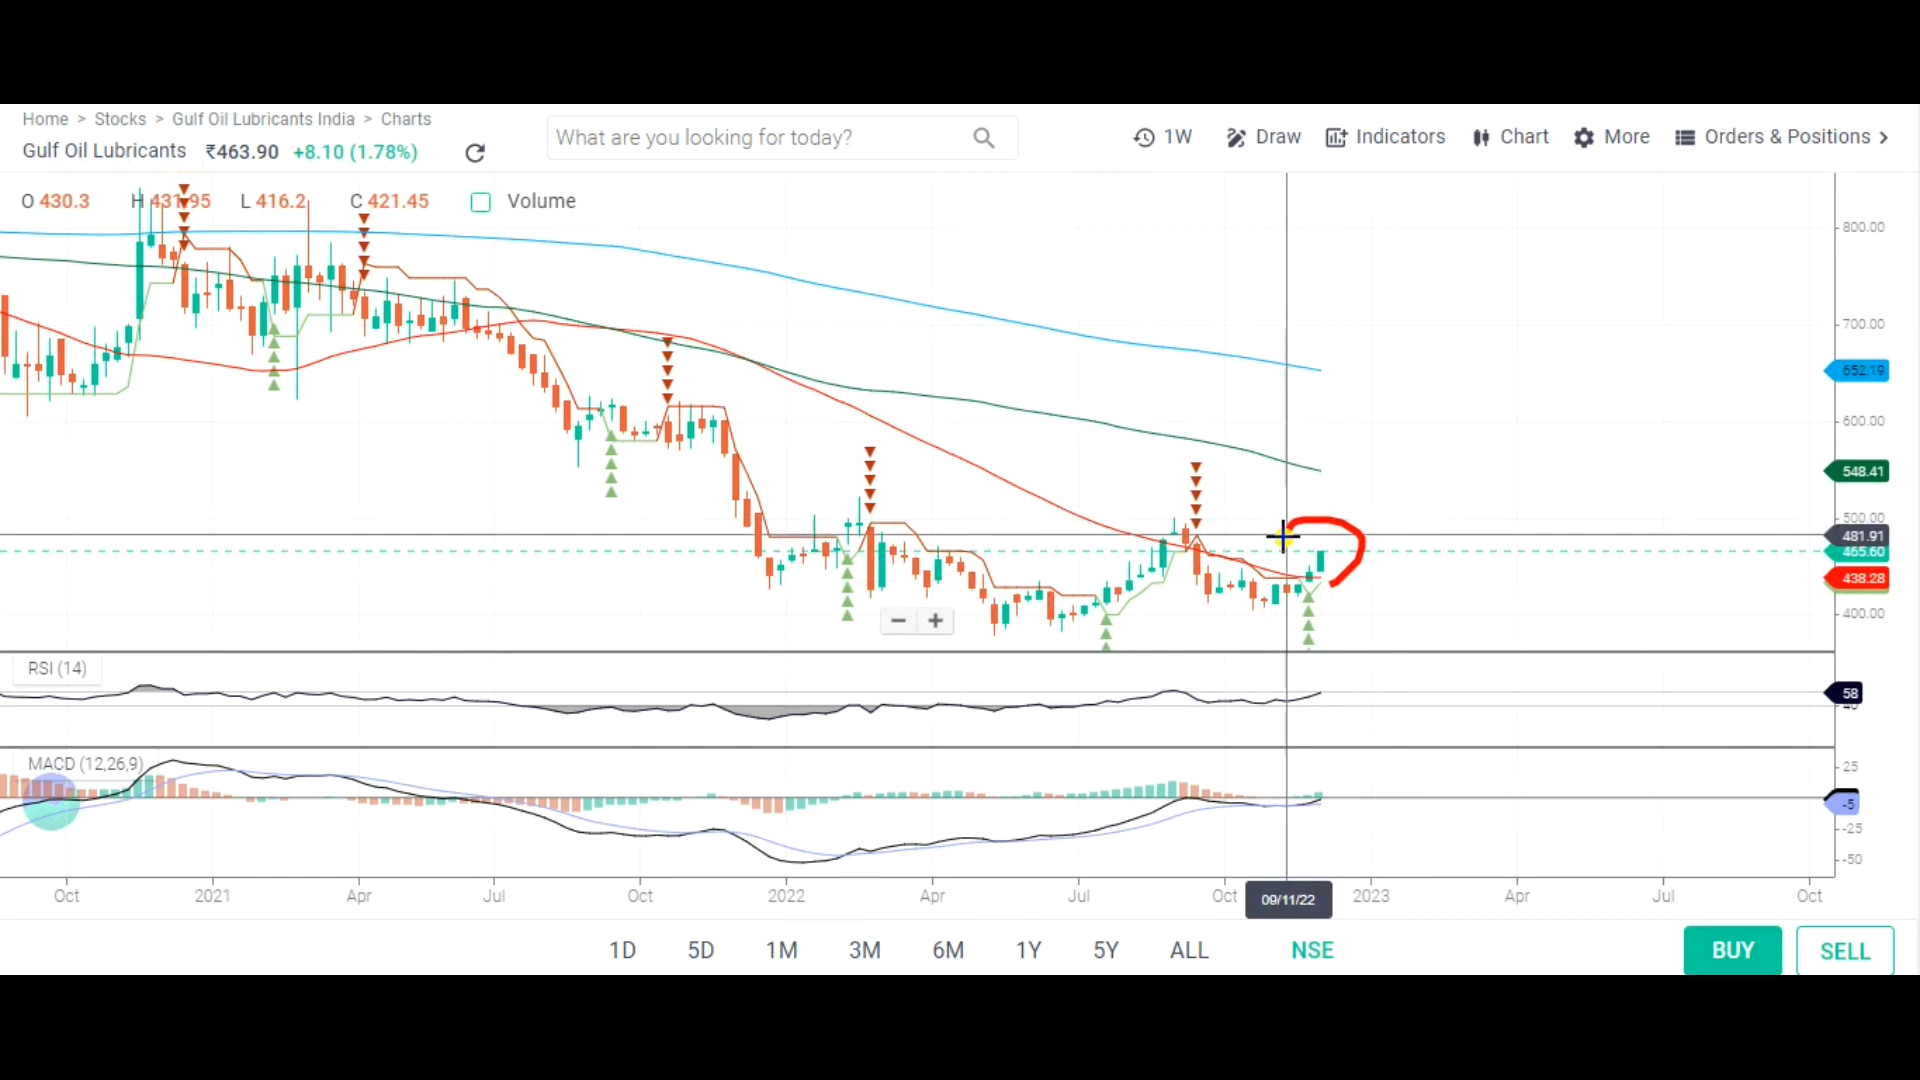 Home > Stocks > Gulf Oil Lubricants India > Charts
Gulf Oil Lubricants ₹463.90 +8.10 (1.78%)
What are you looking for today?
1W Draw Indicators Chart More Orders & Positions >
O 430.3 H 431.95 L 416.2 C 421.45 Volume
800.00
700.00
652.19
600.00
548.41
500.00
481.91
465.60
438.28
400.00
RSI (14)
58
MACD (12,26,9)
25
-5
-25
-50
Oct 2021 Apr Jul Oct 2022 Apr Jul Oct 09/11/22 2023 Apr Jul Oct
1D 5D 1M 3M 6M 1Y 5Y ALL NSE
BUY SELL